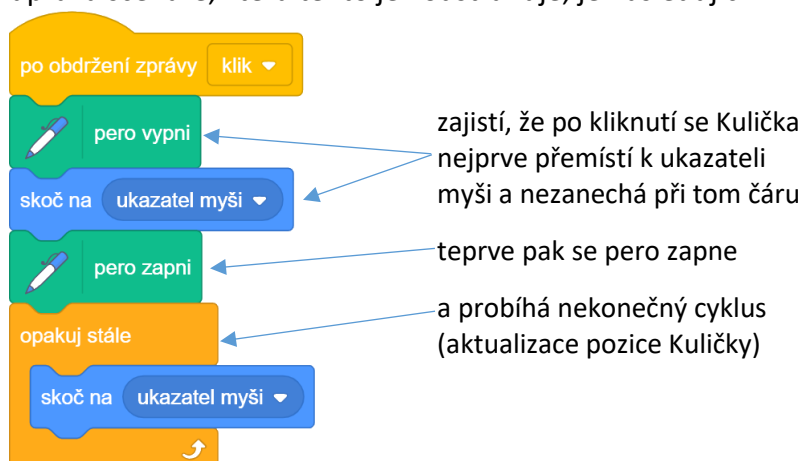 po obdržení zprávy klik
pero vypni
skoč na ukazatel myši
pero zapni
opakuj stále
skoč na ukazatel myši
zajistí, že po kliknutí se Kulička
nejprve přemístí k ukazateli
myši a nezanechá při tom čáru
teprve pak se pero zapne
a probíhá nekonečný cyklus
(aktualizace pozice Kuličky)